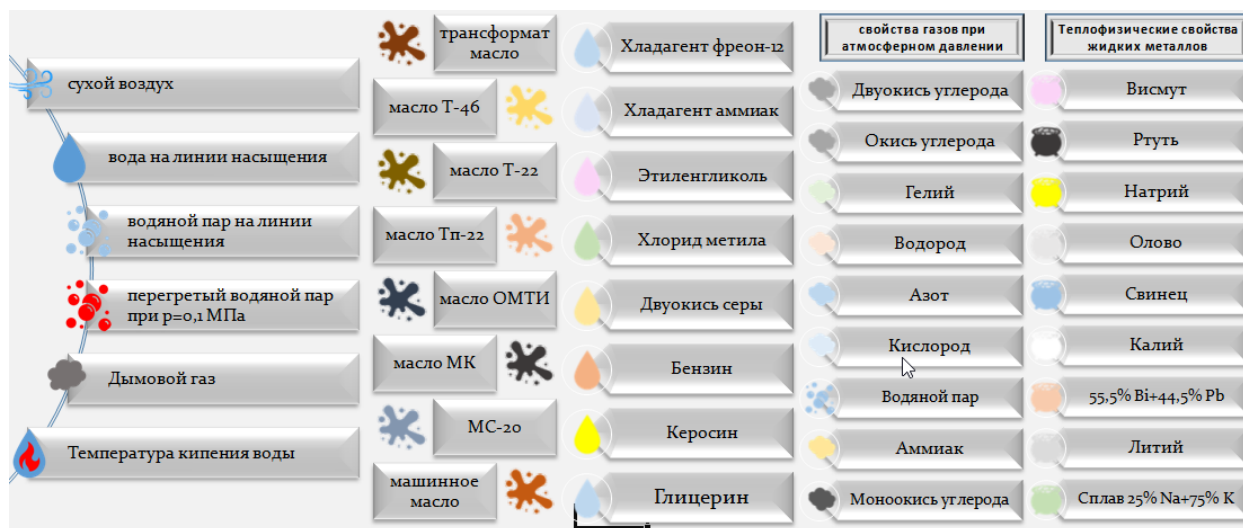 сухой воздух
вода на линии насыщения
водяной пар на линии
насыщения
перегретый водяной пар
при р=0,1 МПа
Дымовой газ
Температура кипения воды
трансформат
масло
масло Т-46
масло Т-22
масло Тп-22
масло ОМТИ
масло МК
МС-20
машинное
масло
Хладагент фреон-12
Хладагент аммиак
Этиленгликоль
Хлорид метила
Двуокись серы
Бензин
Керосин
Глицерин
свойства газов при
атмосферном давлении
Двуокись углерода
Окись углерода
Гелий
Водород
Азот
Кислород
Водяной пар
Аммиак
Моноокись углерода
Теплофизические свойства
жидких металлов
Висмут
Ртуть
Натрий
Олово
Свинец
Калий
55,5% Bi+44,5% Pb
Литий
Сплав 25% Na+75% K